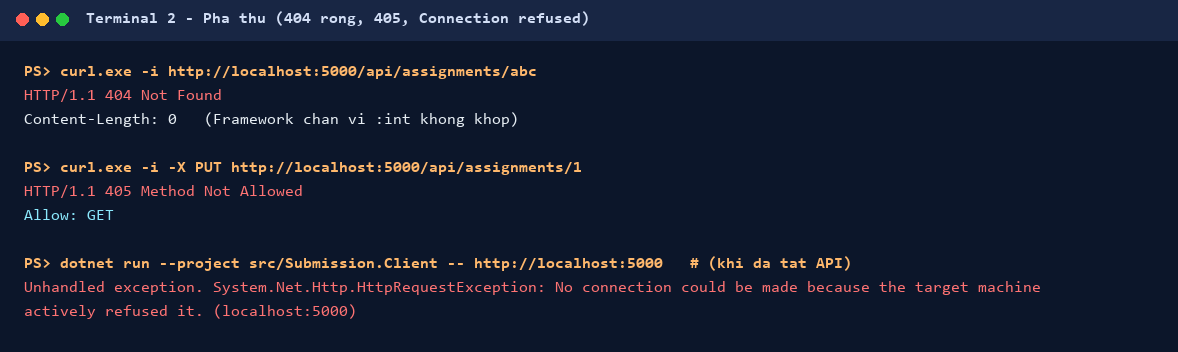 Terminal 2 - Pha thu (404 rong, 405, Connection refused)
PS> curl.exe -i http://localhost:5000/api/assignments/abc
HTTP/1.1 404 Not Found
Content-Length: 0   (Framework chan vi :int khong khop)
PS> curl.exe -i -X PUT http://localhost:5000/api/assignments/1
HTTP/1.1 405 Method Not Allowed
Allow: GET
PS> dotnet run --project src/Submission.Client -- http://localhost:5000   # (khi da tat API)
Unhandled exception. System.Net.Http.HttpRequestException: No connection could be made because the target machine
actively refused it. (localhost:5000)